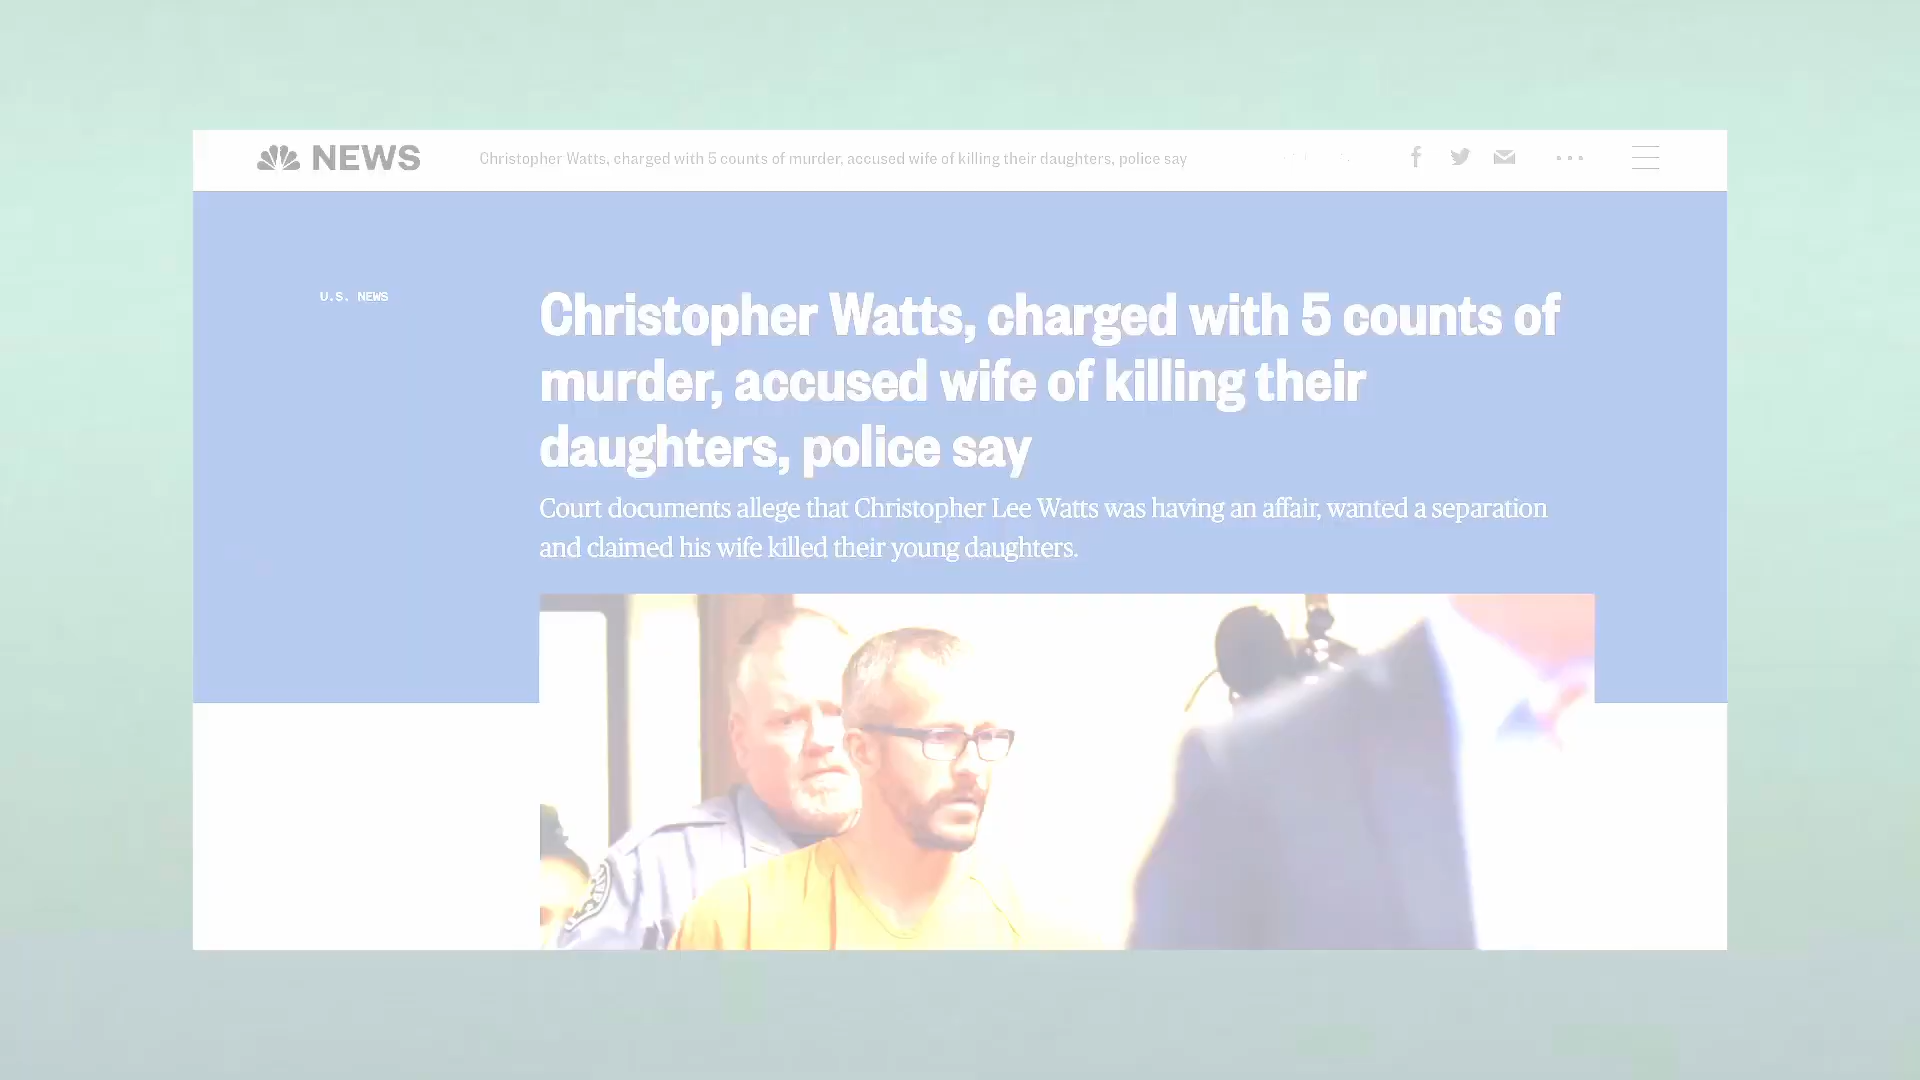 NEWS
Christopher Watts, charged with 5 counts of murder, accused wife of killing their daughters, police say
U.S. NEWS
Christopher Watts, charged with 5 counts of
murder, accused wife of killing their
daughters, police say
Court documents allege that Christopher Lee Watts was having an affair, wanted a separation
and claimed his wife killed their young daughters.